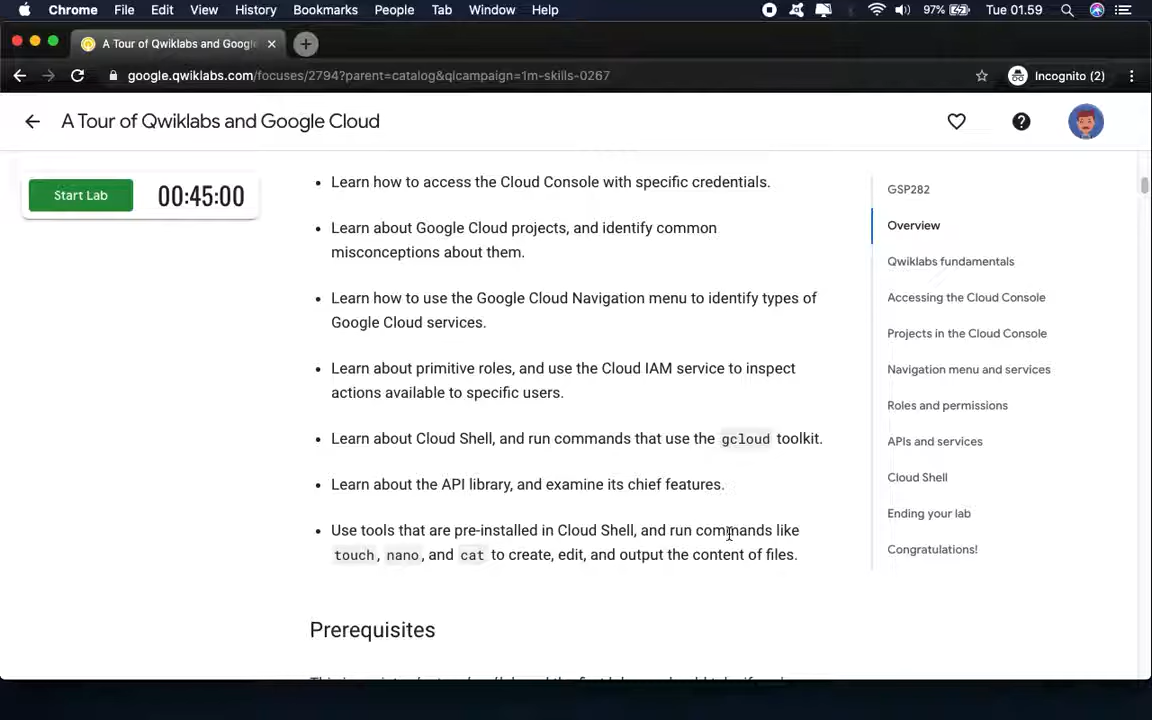 Chrome File Edit View History Bookmarks People Tab Window Help 97% Tue 01.59
A Tour of Qwiklabs and Googl
google.qwiklabs.com/focuses/2794?parent=catalog&qlcampaign=1m-skills-0267 Incognito (2)
A Tour of Qwiklabs and Google Cloud
Start Lab 00:45:00
• Learn how to access the Cloud Console with specific credentials.
• Learn about Google Cloud projects, and identify common
misconceptions about them.
• Learn how to use the Google Cloud Navigation menu to identify types of
Google Cloud services.
• Learn about primitive roles, and use the Cloud IAM service to inspect
actions available to specific users.
• Learn about Cloud Shell, and run commands that use the gcloud toolkit.
• Learn about the API library, and examine its chief features.
• Use tools that are pre-installed in Cloud Shell, and run commands like
touch, nano, and cat to create, edit, and output the content of files.
Prerequisites
GSP282
Overview
Qwiklabs fundamentals
Accessing the Cloud Console
Projects in the Cloud Console
Navigation menu and services
Roles and permissions
APIs and services
Cloud Shell
Ending your lab
Congratulations!